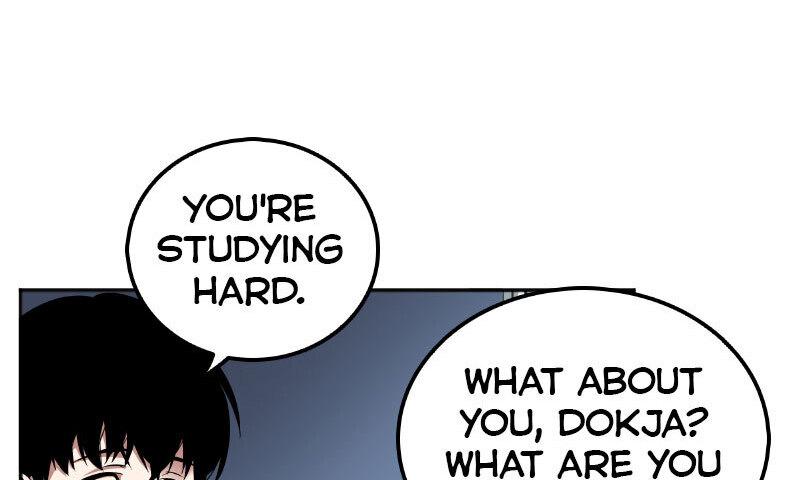 YOU'RE
STUDYING
HARD.
WHAT ABOUT
YOU, DOKJA?
WHAT ARE YOU